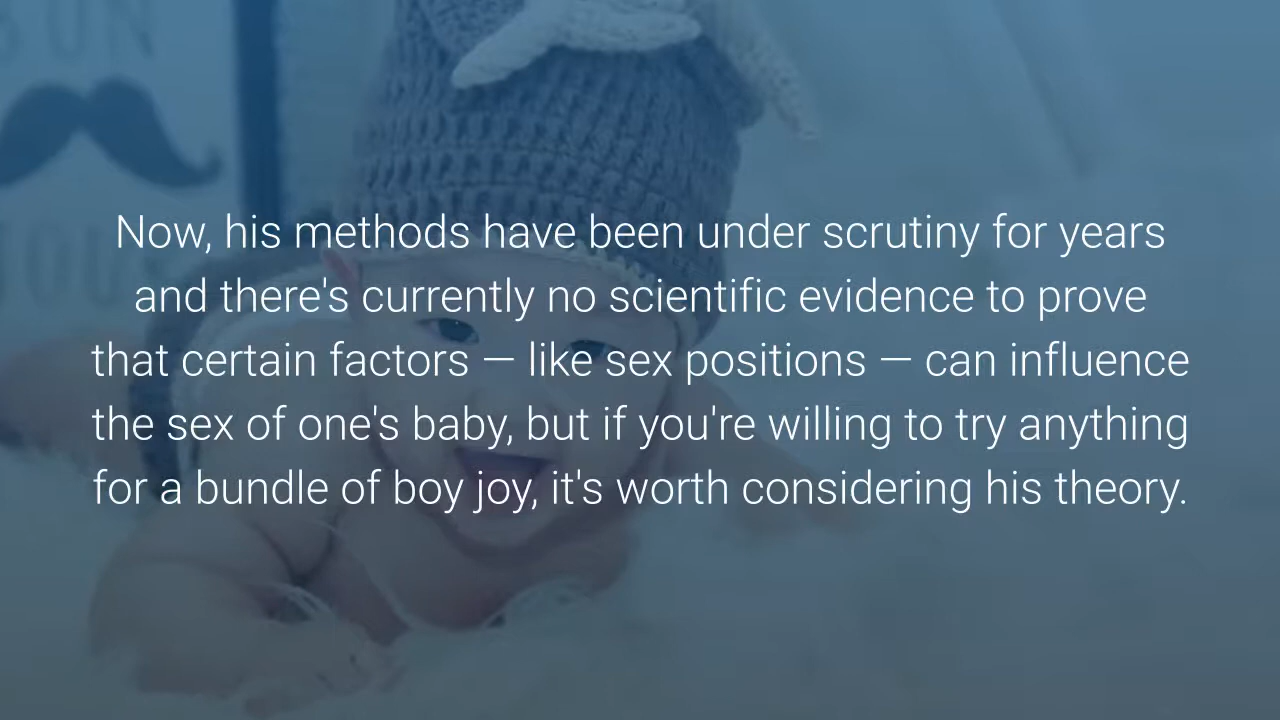 SON
YOU
Now, his methods have been under scrutiny for years
and there's currently no scientific evidence to prove
that certain factors — like sex positions — can influence
the sex of one's baby, but if you're willing to try anything
for a bundle of boy joy, it's worth considering his theory.